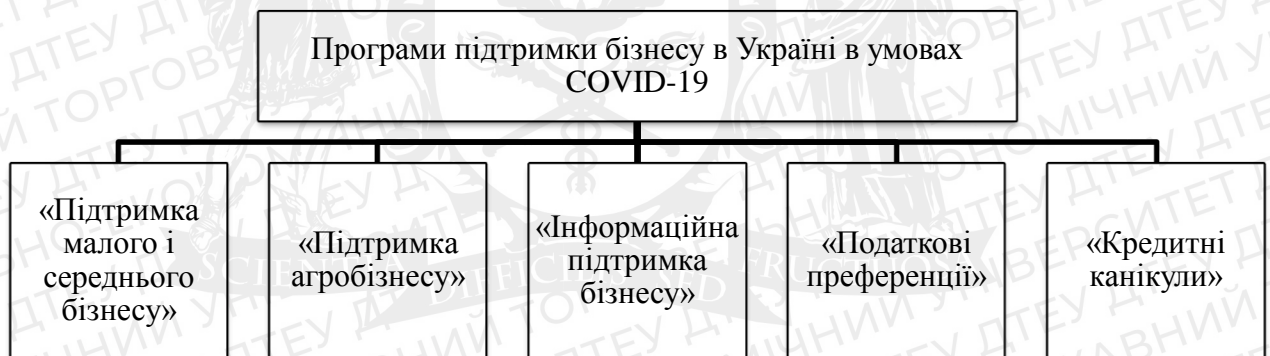 Програми підтримки бізнесу в Україні в умовах
COVID-19
«Підтримка
малого і
середнього
бізнесу»
«Підтримка
агробізнесу»
«Інформаційна
підтримка
бізнесу»
«Податкові
преференції»
«Кредитні
канікули»